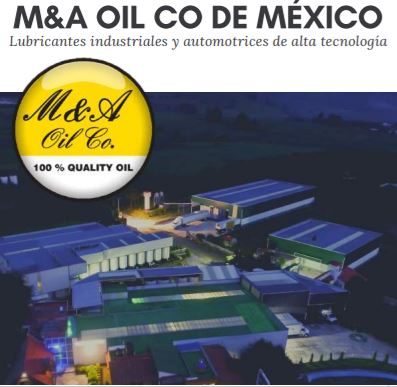 M&A OIL CO DE MÉXICO
Lubricantes industriales y automotrices de alta tecnología
M&A
Oil Co.
100 % QUALITY OIL